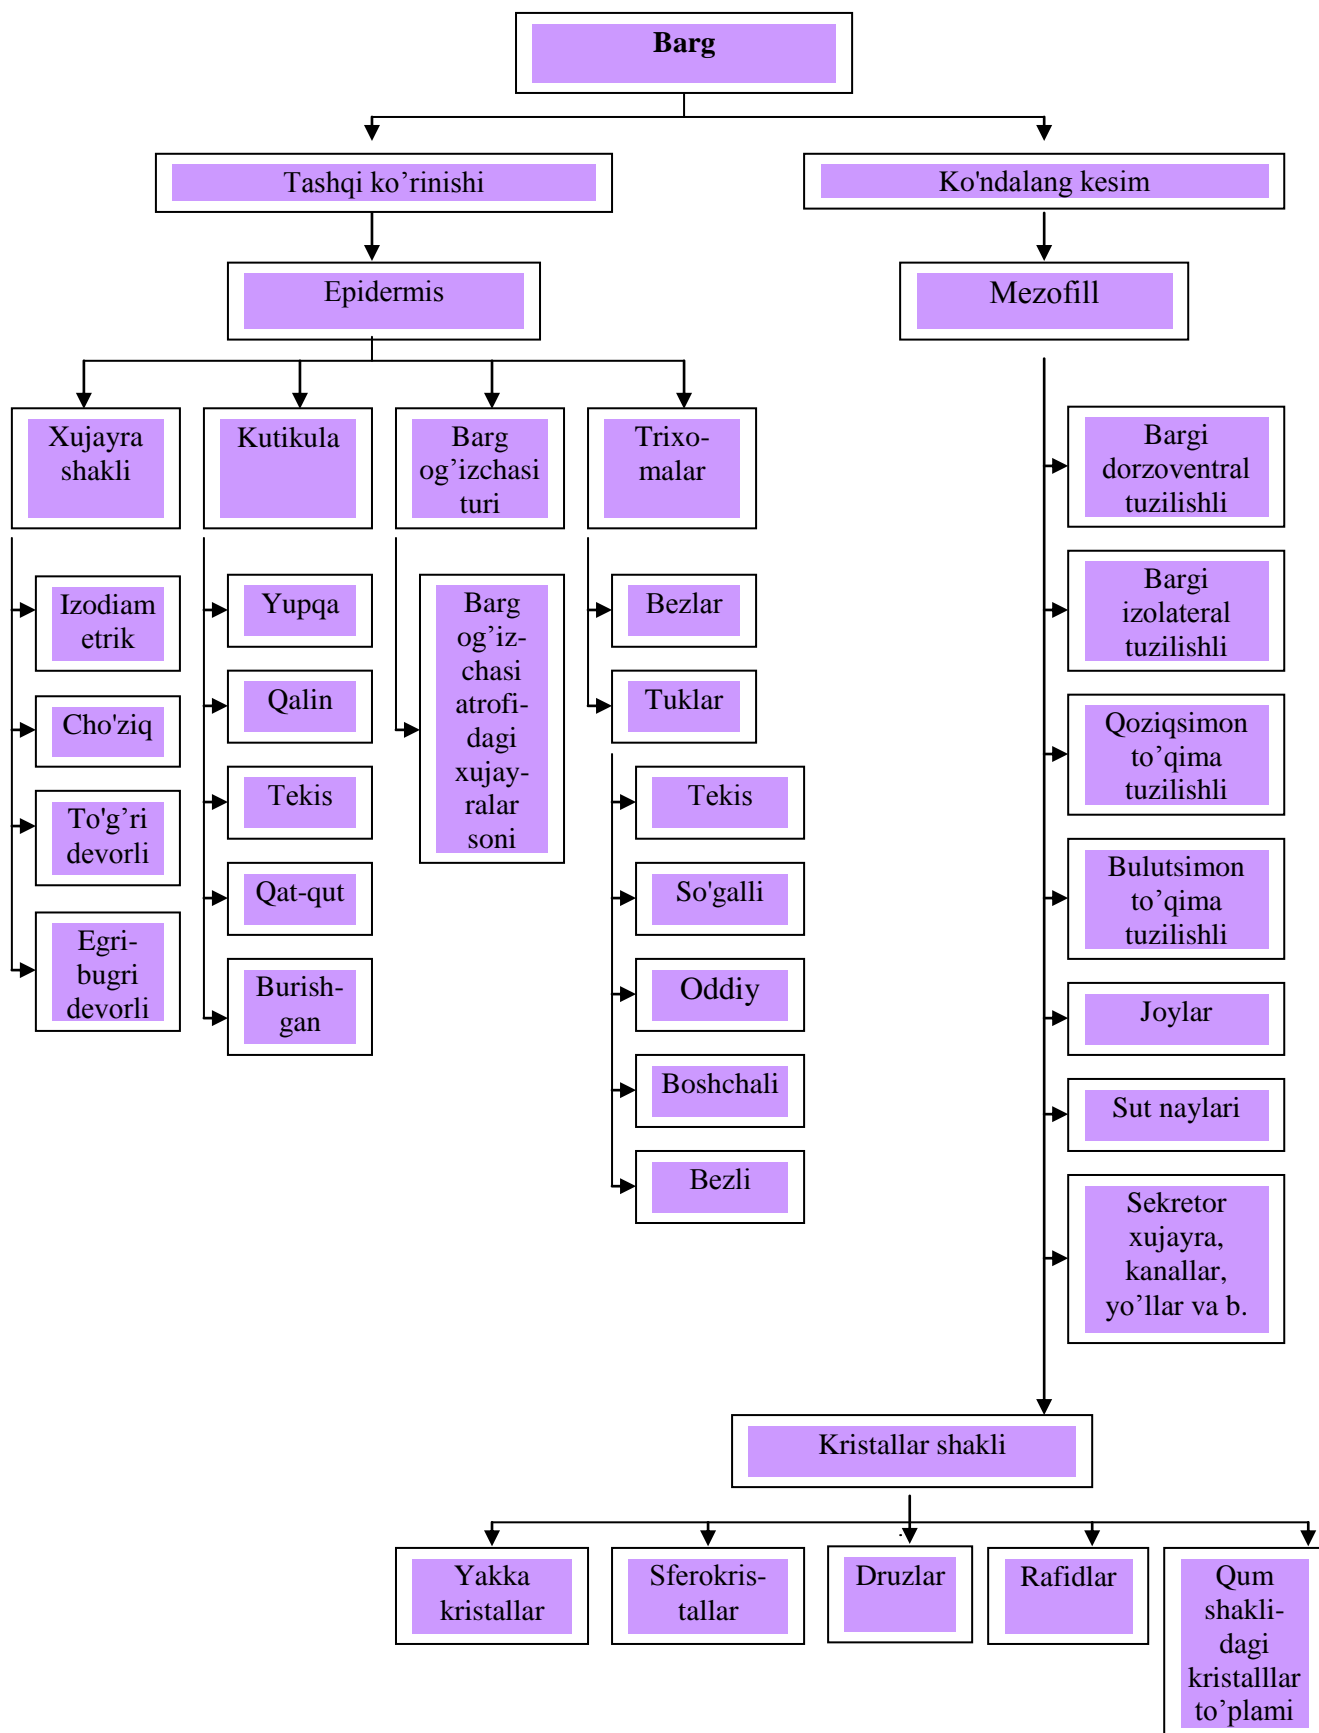 Barg
Tashqi ko’rinishi
Ko'ndalang kesim
Epidermis
Mezofill
Xujayra
shakli
Kutikula
Barg
og’izchasi
turi
Trixo-
malar
Izodiam
etrik
Cho'ziq
To'g’ri
devorli
Egri-
bugri
devorli
Yupqa
Qalin
Tekis
Qat-qut
Burish-
gan
Barg
og’iz-
chasi
atrofi-
dagi
xujay-
ralar
soni
Bezlar
Tuklar
Tekis
So'galli
Oddiy
Boshchali
Bezli
Bargi
dorzoventral
tuzilishli
Bargi
izolateral
tuzilishli
Qoziqsimon
to’qima
tuzilishli
Bulutsimon
to’qima
tuzilishli
Joylar
Sut naylari
Sekretor
xujayra,
kanallar,
yo’llar va b.
Kristallar shakli
Yakka
kristallar
Sferokris-
tallar
Druzlar
Rafidlar
Qum
shakli-
dagi
kristalllar
to’plami